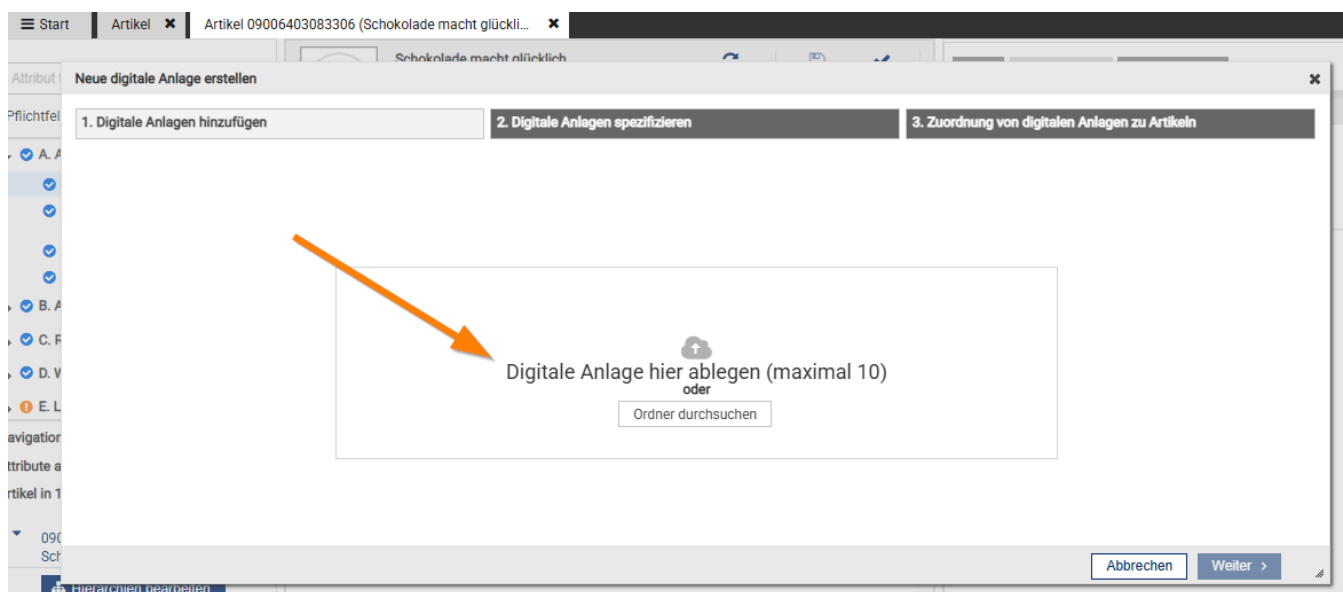 Start
Artikel
Artikel 09006403083306 (Schokolade macht glückli...
Schokolade macht glücklich
Attribut
Neue digitale Anlage erstellen
Pflichtfel
1. Digitale Anlagen hinzufügen
2. Digitale Anlagen spezifizieren
3. Zuordnung von digitalen Anlagen zu Artikeln
A. A
B. A
C. R
D. V
E. L
Digitale Anlage hier ablegen (maximal 10)
oder
Ordner durchsuchen
avigation
ttribute a
rtikel in 1
090
Sch
Abbrechen
Weiter >
Hierarchien bearbeiten